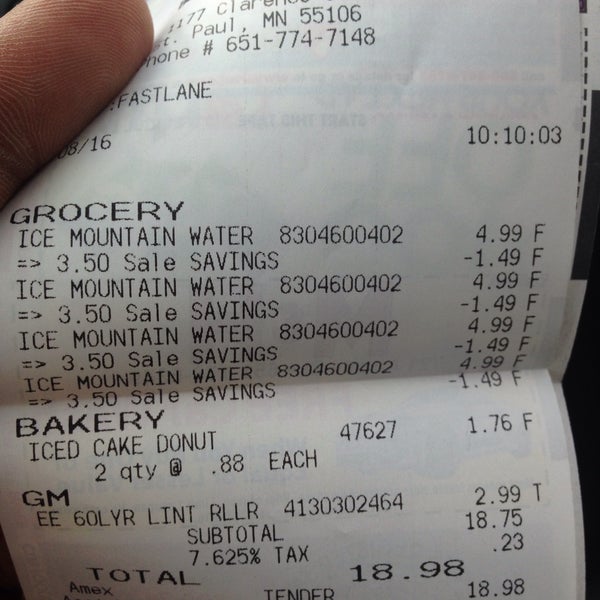 St. Paul, MN 55106
Phone # 651-774-7148
FASTLANE
08/16 10:10:03
GROCERY
ICE MOUNTAIN WATER 8304600402 4.99 F
=> 3.50 Sale SAVINGS -1.49 F
ICE MOUNTAIN WATER 8304600402 4.99 F
=> 3.50 Sale SAVINGS -1.49 F
ICE MOUNTAIN WATER 8304600402 4.99 F
=> 3.50 Sale SAVINGS -1.49 F
ICE MOUNTAIN WATER 8304600402 4.99 F
=> 3.50 Sale SAVINGS -1.49 F
BAKERY
ICED CAKE DONUT 47627 1.76 F
2 qty @ .88 EACH
GM
EE 60LYR LINT RLLR 4130302464 2.99 T
SUBTOTAL 18.75
7.625% TAX .23
TOTAL 18.98
Amex TENDER 18.98